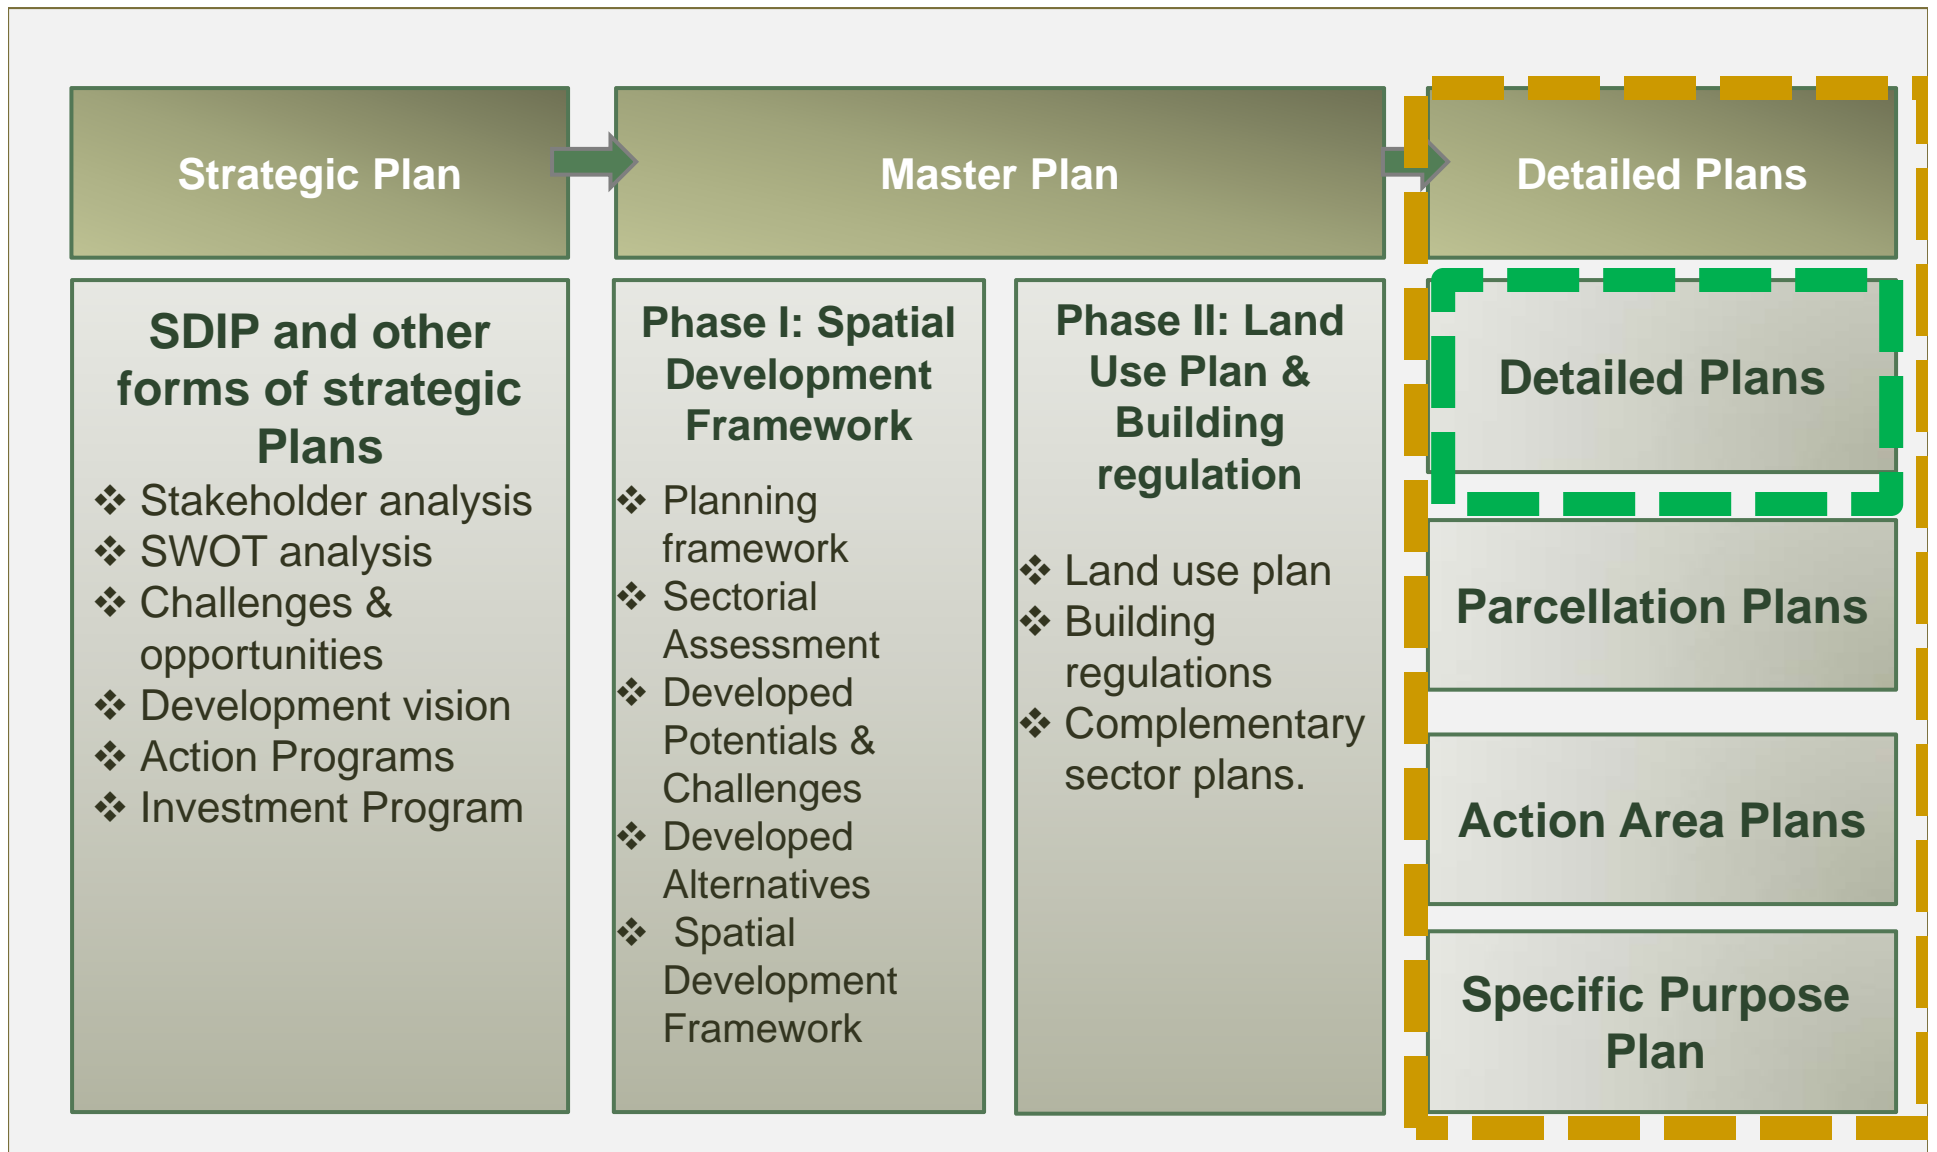 Strategic Plan
Master Plan
Detailed Plans
SDIP and other
forms of strategic
Plans
❖ Stakeholder analysis
❖ SWOT analysis
❖ Challenges &
opportunities
❖ Development vision
❖ Action Programs
❖ Investment Program
Phase I: Spatial
Development
Framework
❖ Planning
framework
❖ Sectorial
Assessment
❖ Developed
Potentials &
Challenges
❖ Developed
Alternatives
❖ Spatial
Development
Framework
Phase II: Land
Use Plan &
Building
regulation
❖ Land use plan
❖ Building
regulations
❖ Complementary
sector plans.
Detailed Plans
Parcellation Plans
Action Area Plans
Specific Purpose
Plan